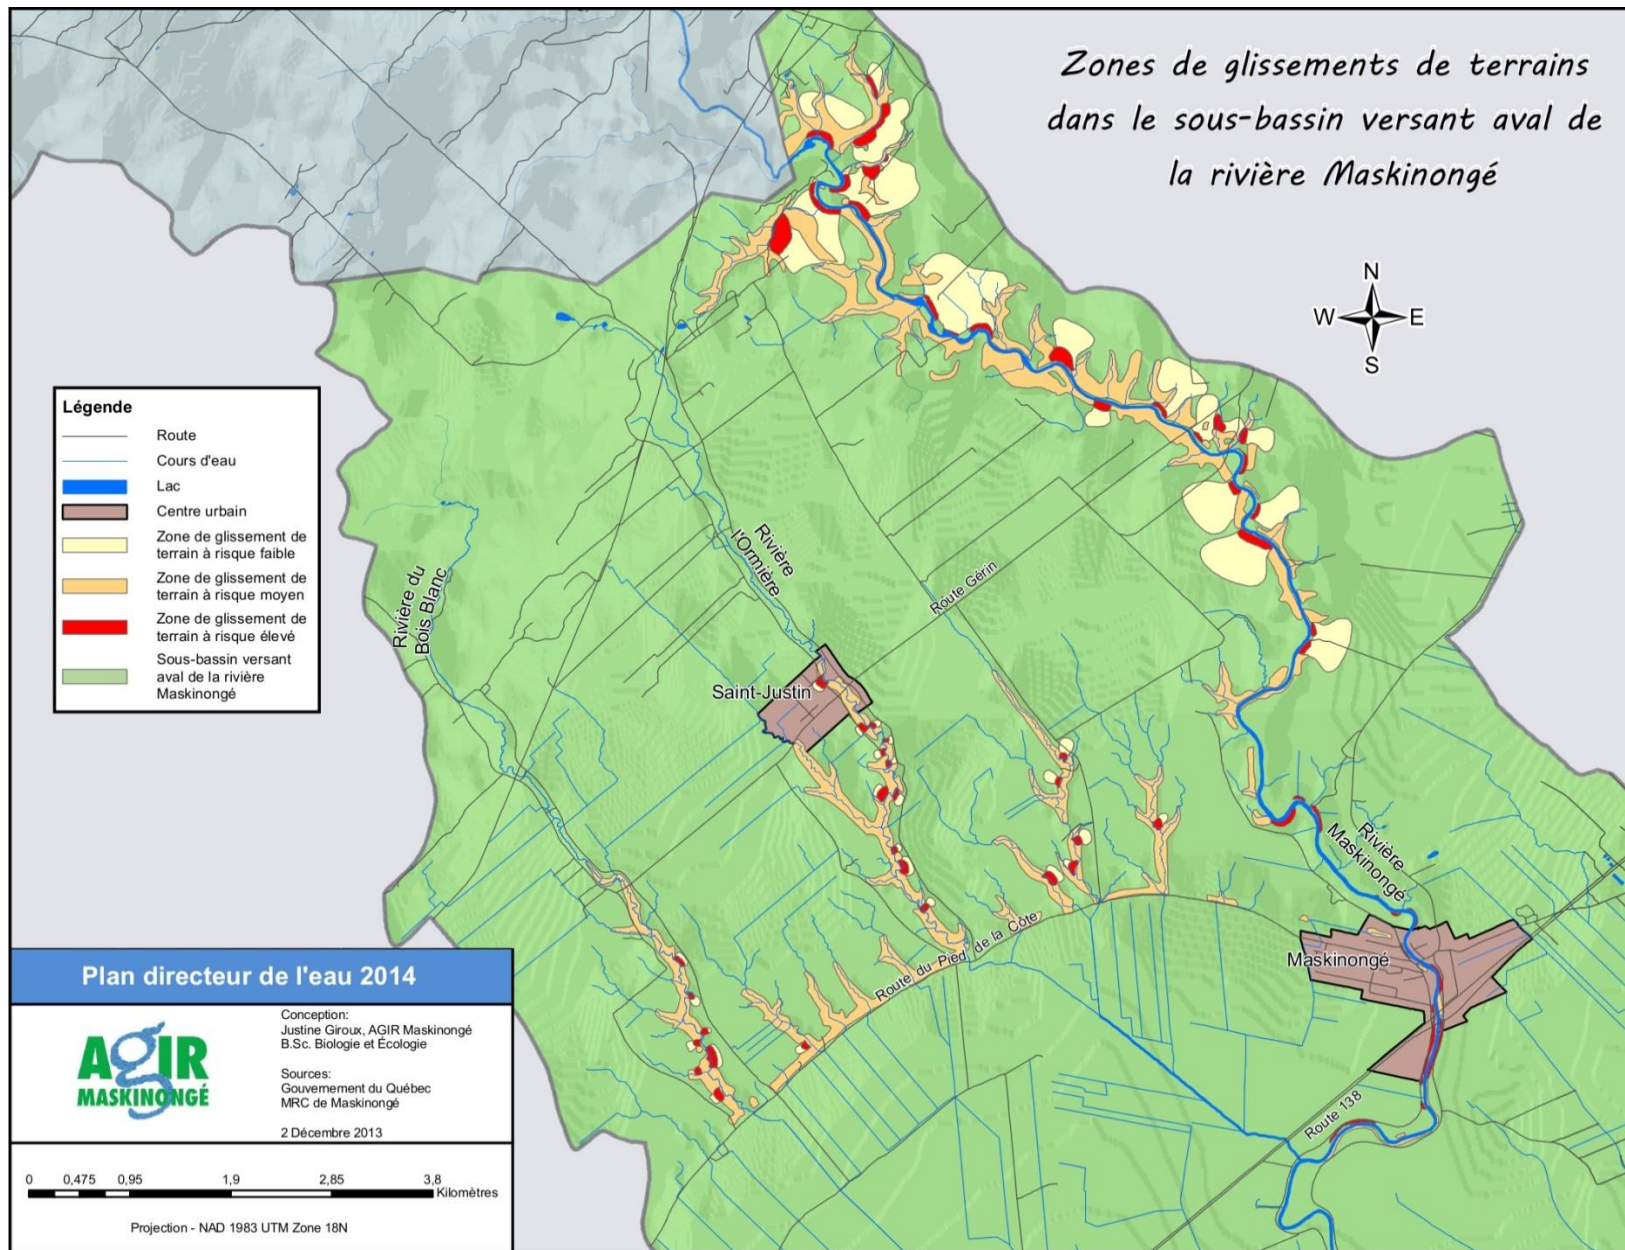 Zones de glissements de terrains
dans le sous-bassin versant aval de
la rivière Maskinongé
N
W
E
S
Légende
Route
Cours d'eau
Lac
Centre urbain
Zone de glissement de
terrain à risque faible
Zone de glissement de
terrain à risque moyen
Zone de glissement de
terrain à risque élevé
Sous-bassin versant
aval de la rivière
Maskinongé
Rivière du
Bois Blanc
Rivière
l'Ormière
Route Gérin
Saint-Justin
Rivière
Maskinongé
Route du Pied de la Côte
Maskinongé
Route 138
Plan directeur de l'eau 2014
AGIR
MASKINONGÉ
Conception:
Justine Giroux, AGIR Maskinongé
B.Sc. Biologie et Écologie
Sources:
Gouvernement du Québec
MRC de Maskinongé
2 Décembre 2013
0 0,475 0,95 1,9 2,85 3,8
Kilomètres
Projection - NAD 1983 UTM Zone 18N